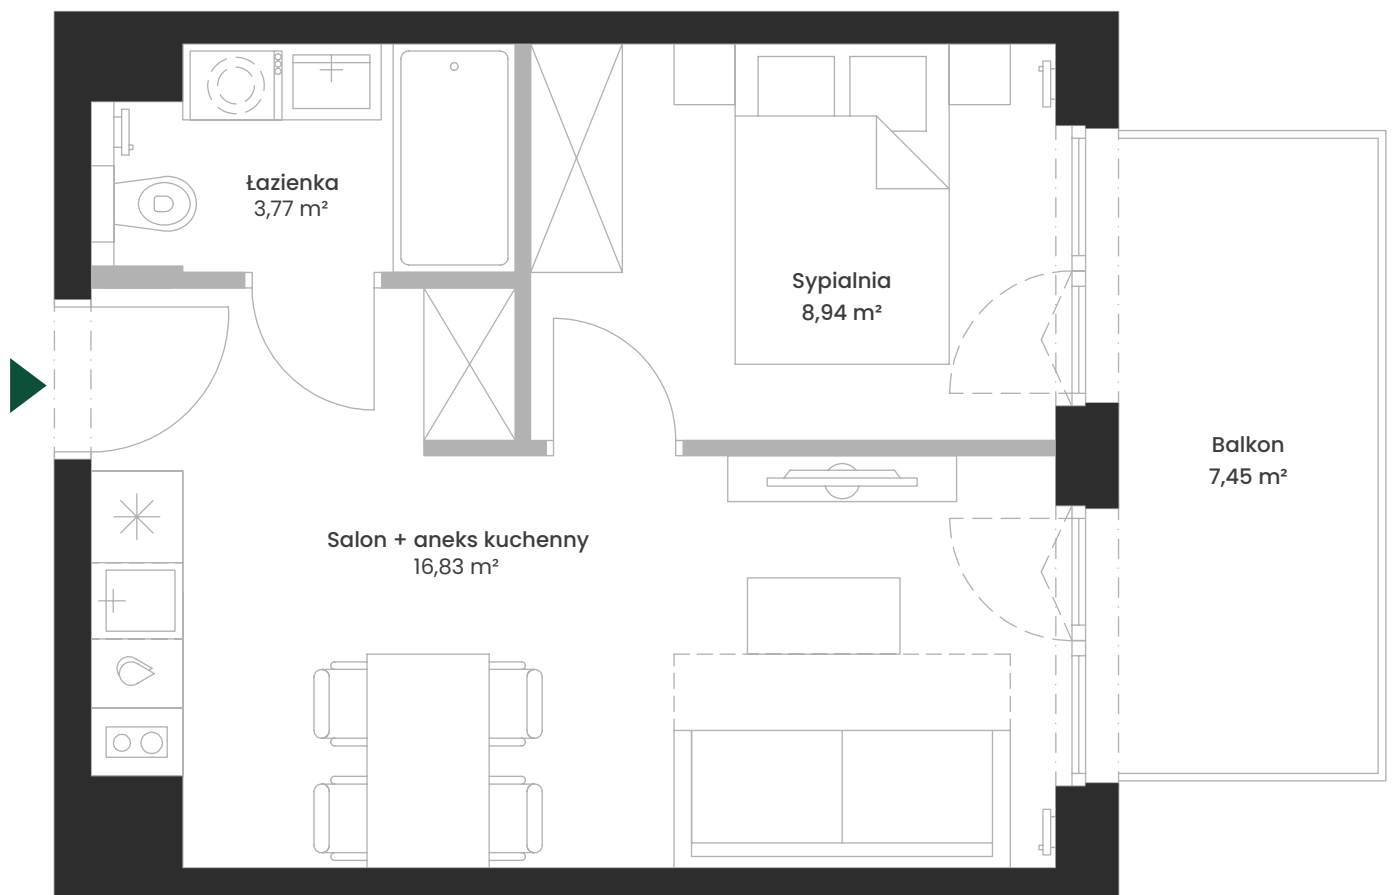 Łazienka
3,77 m²
Sypialnia
8,94 m²
Balkon
7,45 m²
Salon + aneks kuchenny
16,83 m²